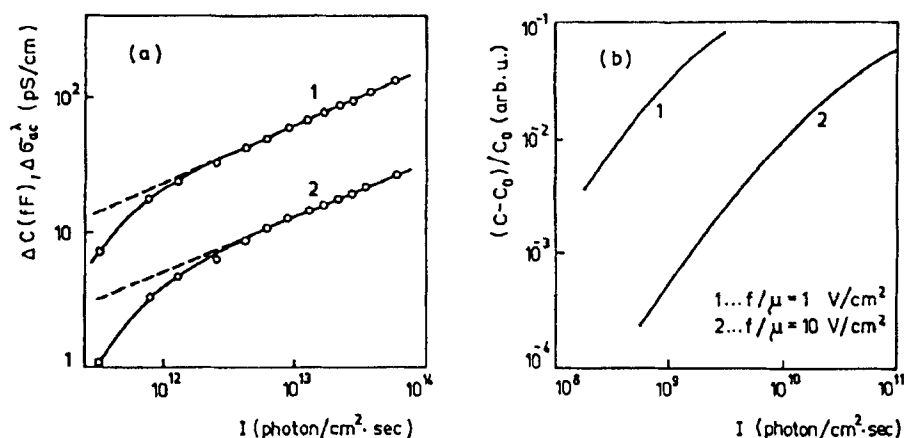 (a)
ΔC(fF), Δσ_ac^λ (pS/cm)
10²
10
1
1
2
10¹²
10¹³
10¹⁴
I (photon/cm²·sec)
(b)
(C-C₀)/C₀ (arb. u.)
10⁻¹
10⁻²
10⁻³
10⁻⁴
1
2
1...f/μ=1 V/cm²
2...f/μ=10 V/cm²
10⁸
10⁹
10¹⁰
10¹¹
I (photon/cm²·sec)